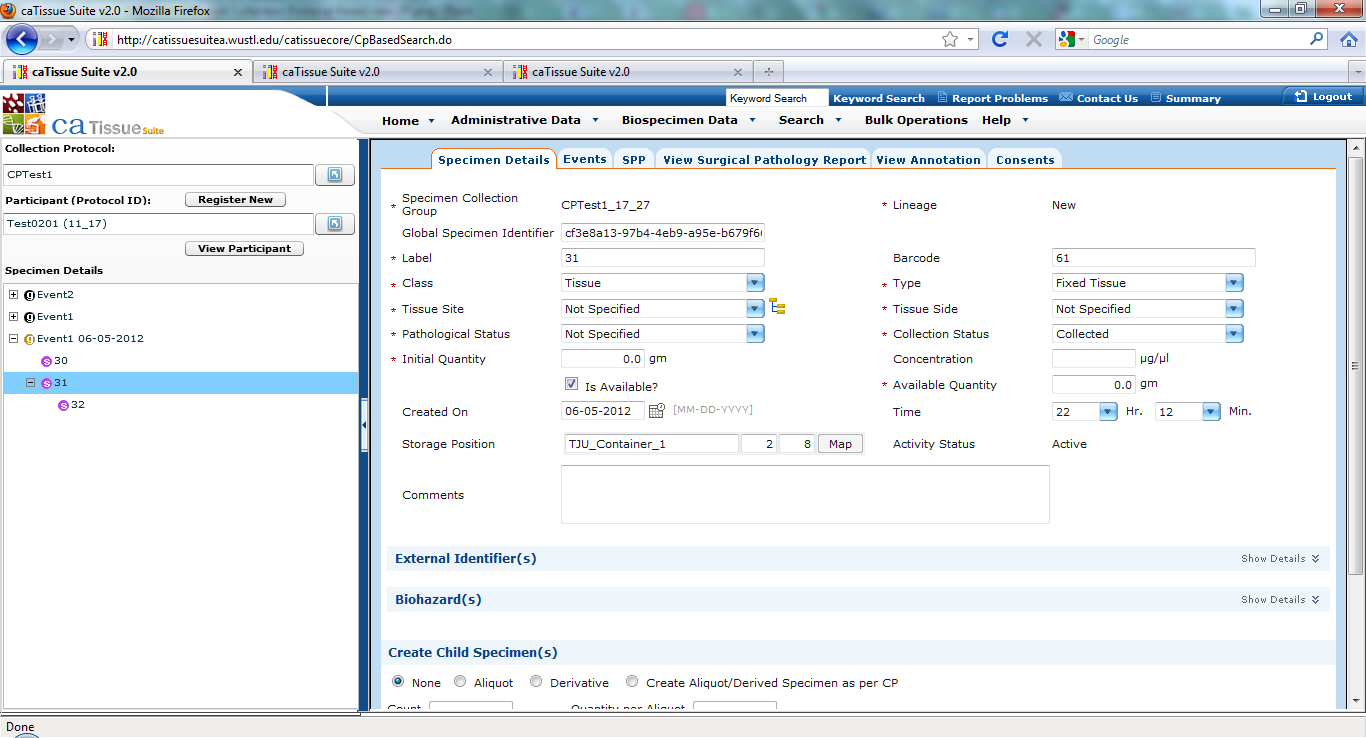 caTissue Suite v2.0 - Mozilla Firefox
http://catissuesuitea.wustl.edu/catissuecore/CpBasedSearch.do
Google
caTissue Suite v2.0
caTissue Suite v2.0
caTissue Suite v2.0
Keyword Search
Keyword Search
Report Problems
Contact Us
Summary
Logout
ca Tissue Suite
Home
Administrative Data
Biospecimen Data
Search
Bulk Operations
Help
Collection Protocol:
CPTest1
Participant (Protocol ID):
Register New
Test0201 (11_17)
View Participant
Specimen Details
Event2
Event1
Event1 06-05-2012
30
31
32
Specimen Details
Events
SPP
View Surgical Pathology Report
View Annotation
Consents
* Specimen Collection
Group
CPTest1_17_27
* Lineage
New
Global Specimen Identifier
cf3e8a13-97b4-4eb9-a95e-b679f6
* Label
31
Barcode
61
* Class
Tissue
* Type
Fixed Tissue
* Tissue Site
Not Specified
* Tissue Side
Not Specified
* Pathological Status
Not Specified
* Collection Status
Collected
* Initial Quantity
0.0 gm
Concentration
µg/µl
Is Available?
* Available Quantity
0.0 gm
Created On
06-05-2012
[MM-DD-YYYY]
Time
22 Hr. 12 Min.
Storage Position
TJU_Container_1
2
8
Map
Activity Status
Active
Comments
External Identifier(s)
Show Details
Biohazard(s)
Show Details
Create Child Specimen(s)
None
Aliquot
Derivative
Create Aliquot/Derived Specimen as per CP
Count
Quantity per Aliquot
Done